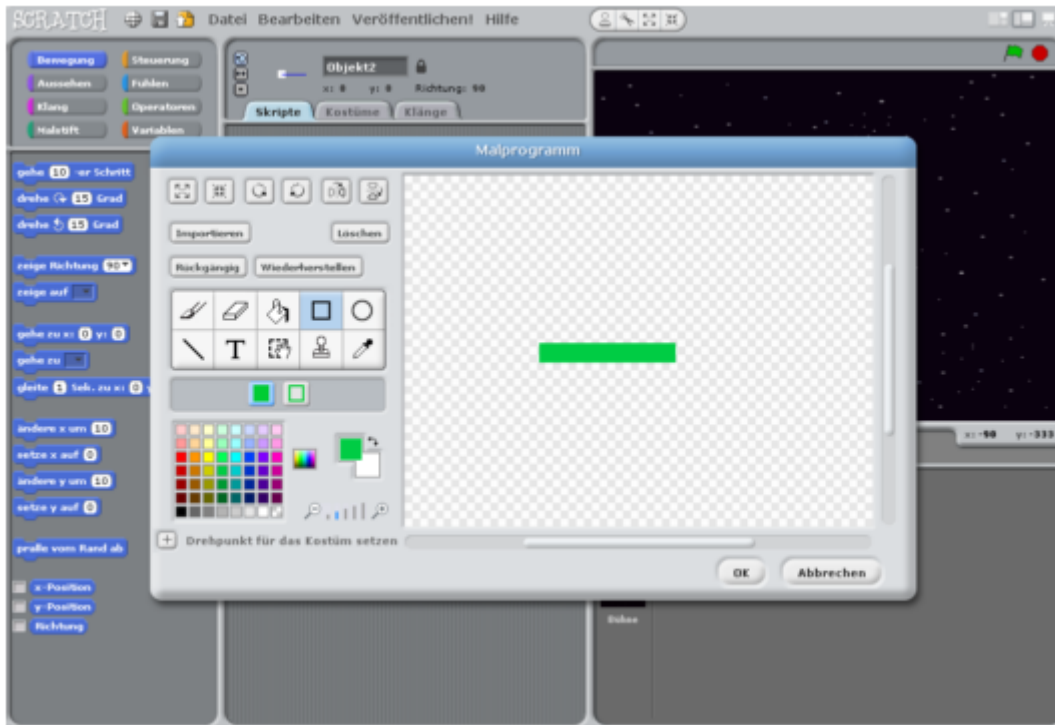 SCRATCH Datei Bearbeiten Veröffentlichen! Hilfe
Bewegung Steuerung
Aussehen Fühlen
Klang Operatoren
Malstift Variablen
Objekt2
x: 0 y: 0 Richtung: 90
Skripte Kostüme Klänge
Malprogramm
gehe 10 -er Schritt
drehe 15 Grad
drehe 15 Grad
zeige Richtung 90
zeige auf
gehe zu x: 0 y: 0
gehe zu
gleite 1 Sek. zu x: 0
ändere x um 10
setze x auf 0
ändere y um 10
setze y auf 0
pralle vom Rand ab
x-Position
y-Position
Richtung
Importieren Löschen
Rückgängig Wiederherstellen
T
Drehpunkt für das Kostüm setzen
OK Abbrechen
x: -90 y: -333
Bühne